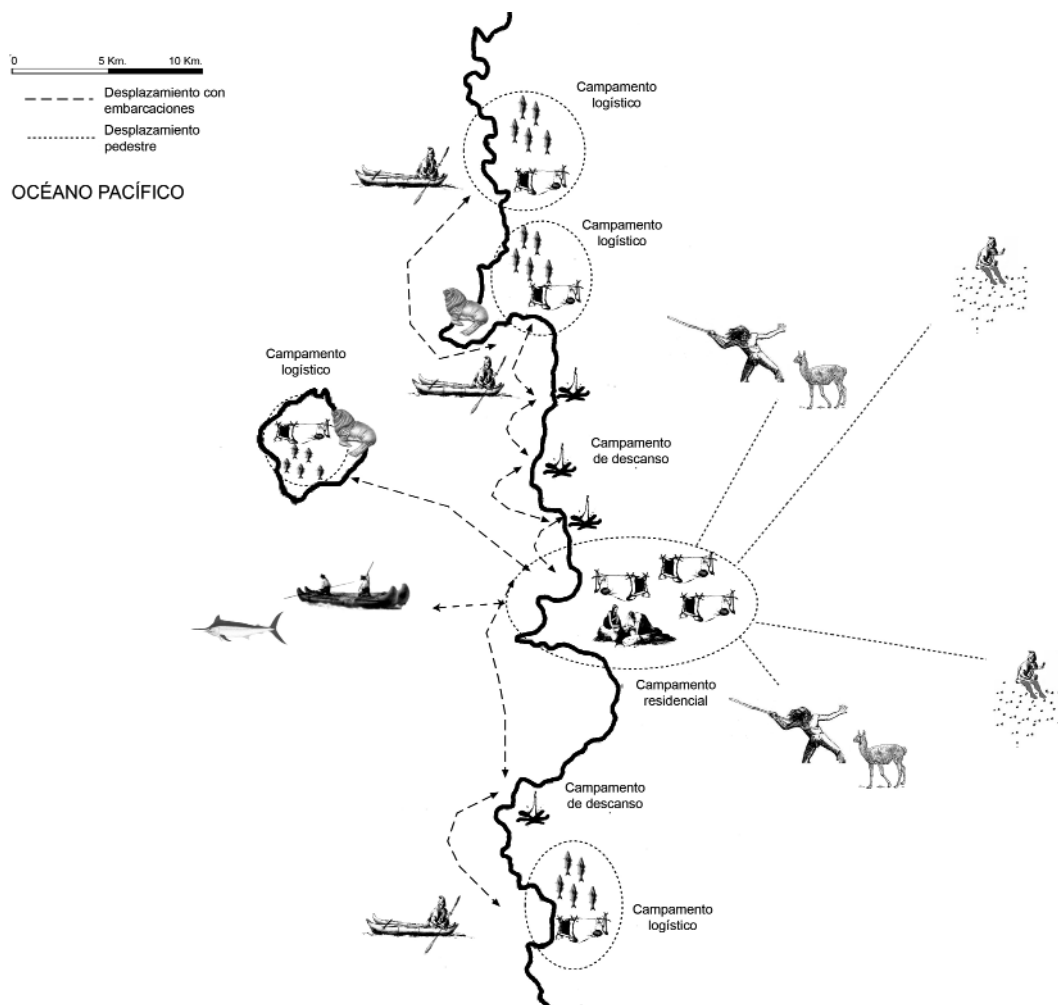 0 5 Km. 10 Km.
Desplazamiento con
embarcaciones
Desplazamiento
pedestre
OCÉANO PACÍFICO
Campamento
logístico
Campamento
logístico
Campamento
logístico
Campamento
de descanso
Campamento
residencial
Campamento
de descanso
Campamento
logístico